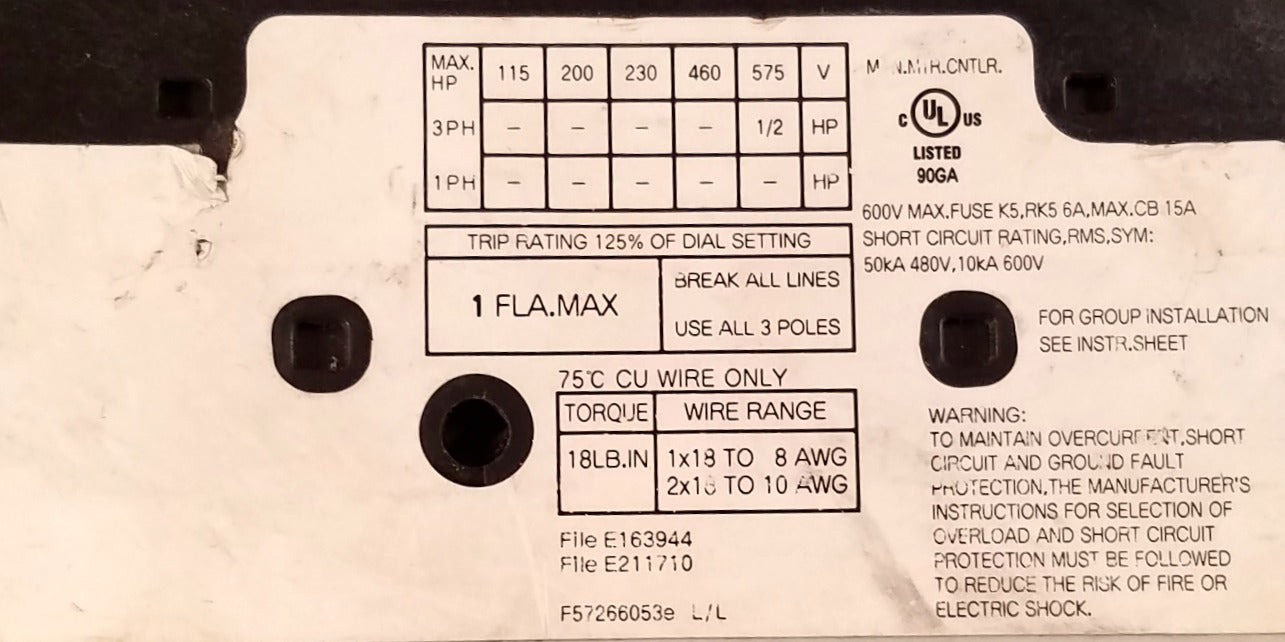 MAX. HP 115 200 230 460 575 V
3PH – – – – 1/2 HP
1PH – – – – – HP
TRIP RATING 125% OF DIAL SETTING
1 FLA.MAX
BREAK ALL LINES
USE ALL 3 POLES
75°C CU WIRE ONLY
TORQUE WIRE RANGE
18LB.IN 1x18 TO 8 AWG
2x18 TO 10 AWG
File E163944
File E211710
F57266053e L/L
MTR.CNTLR.
C UL US
LISTED
90GA
600V MAX.FUSE K5,RK5 6A,MAX.CB 15A
SHORT CIRCUIT RATING,RMS,SYM:
50kA 480V,10kA 600V
FOR GROUP INSTALLATION
SEE INSTR.SHEET
WARNING:
TO MAINTAIN OVERCURRENT,SHORT
CIRCUIT AND GROUND FAULT
PROTECTION,THE MANUFACTURER'S
INSTRUCTIONS FOR SELECTION OF
OVERLOAD AND SHORT CIRCUIT
PROTECTION MUST BE FOLLOWED
TO REDUCE THE RISK OF FIRE OR
ELECTRIC SHOCK.